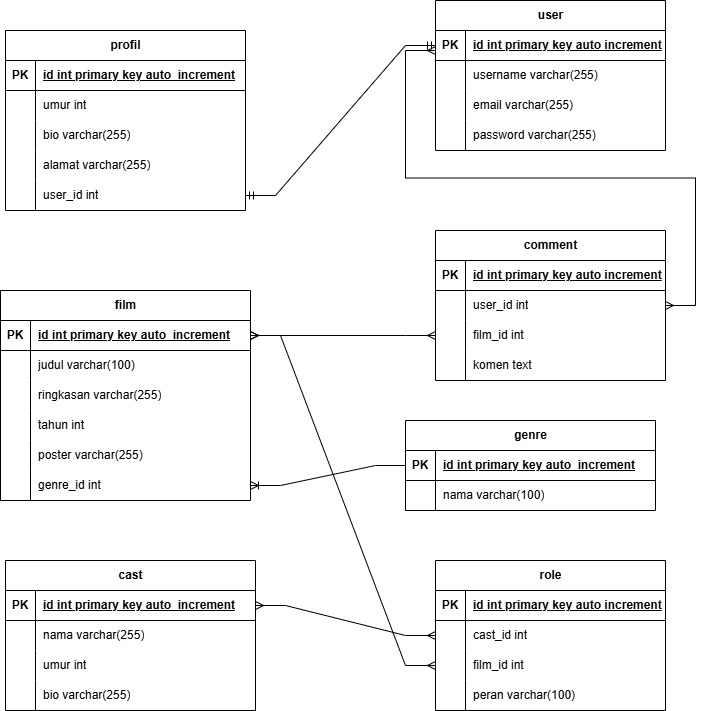 profil
PK id int primary key auto_increment
umur int
bio varchar(255)
alamat varchar(255)
user_id int
user
PK id int primary key auto increment
username varchar(255)
email varchar(255)
password varchar(255)
comment
PK id int primary key auto increment
user_id int
film_id int
komen text
film
PK id int primary key auto_increment
judul varchar(100)
ringkasan varchar(255)
tahun int
poster varchar(255)
genre_id int
genre
PK id int primary key auto_increment
nama varchar(100)
cast
PK id int primary key auto_increment
nama varchar(255)
umur int
bio varchar(255)
role
PK id int primary key auto increment
cast_id int
film_id int
peran varchar(100)